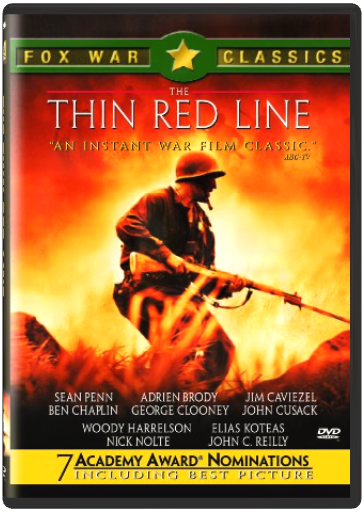 FOX WAR CLASSICS
THE
THIN RED LINE
"AN INSTANT WAR FILM CLASSIC."
ABC-TV
SEAN PENN ADRIEN BRODY JIM CAVIEZEL
BEN CHAPLIN GEORGE CLOONEY JOHN CUSACK
WOODY HARRELSON ELIAS KOTEAS
NICK NOLTE JOHN C. REILLY
DVD
7 ACADEMY AWARD® NOMINATIONS
INCLUDING BEST PICTURE